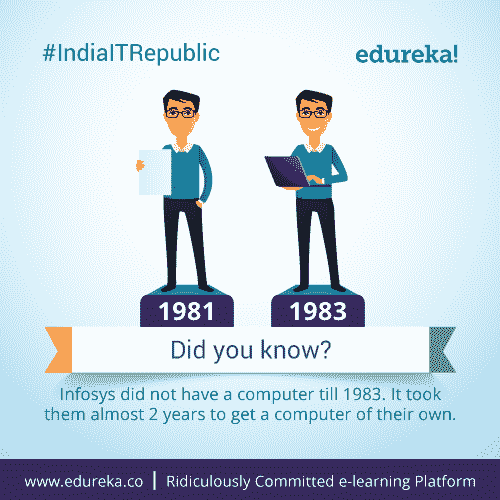 #IndiaITRepublic
edureka!
1981
1983
Did you know?
Infosys did not have a computer till 1983. It took
them almost 2 years to get a computer of their own.
www.edureka.co | Ridiculously Committed e-learning Platform